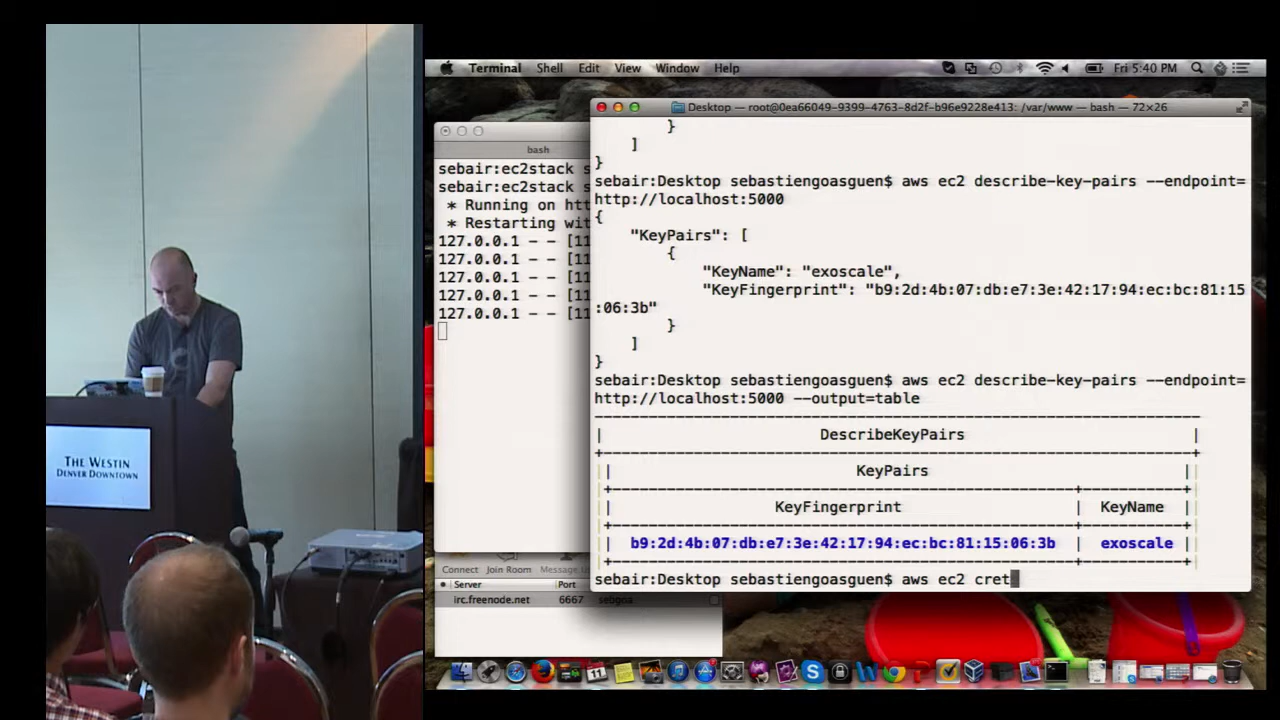 Terminal Shell Edit View Window Help Fri 5:40 PM
Desktop — root@0ea66049-9399-4763-8d2f-b96e9228e413: /var/www — bash — 72×26
bash
sebair:ec2stack s
sebair:ec2stack s
* Running on htt
* Restarting wit
127.0.0.1 - - [11
127.0.0.1 - - [11
127.0.0.1 - - [11
127.0.0.1 - - [11
127.0.0.1 - - [11
}
]
}
sebair:Desktop sebastiengoasguen$ aws ec2 describe-key-pairs --endpoint=
http://localhost:5000
{
"KeyPairs": [
{
"KeyName": "exoscale",
"KeyFingerprint": "b9:2d:4b:07:db:e7:3e:42:17:94:ec:bc:81:15
:06:3b"
}
]
}
sebair:Desktop sebastiengoasguen$ aws ec2 describe-key-pairs --endpoint=
http://localhost:5000 --output=table
DescribeKeyPairs
KeyPairs
KeyFingerprint | KeyName
b9:2d:4b:07:db:e7:3e:42:17:94:ec:bc:81:15:06:3b | exoscale
sebair:Desktop sebastiengoasguen$ aws ec2 cret
Connect Join Room Message
Server Port
irc.freenode.net 6667 sebgoa
THE WESTIN
DENVER DOWNTOWN